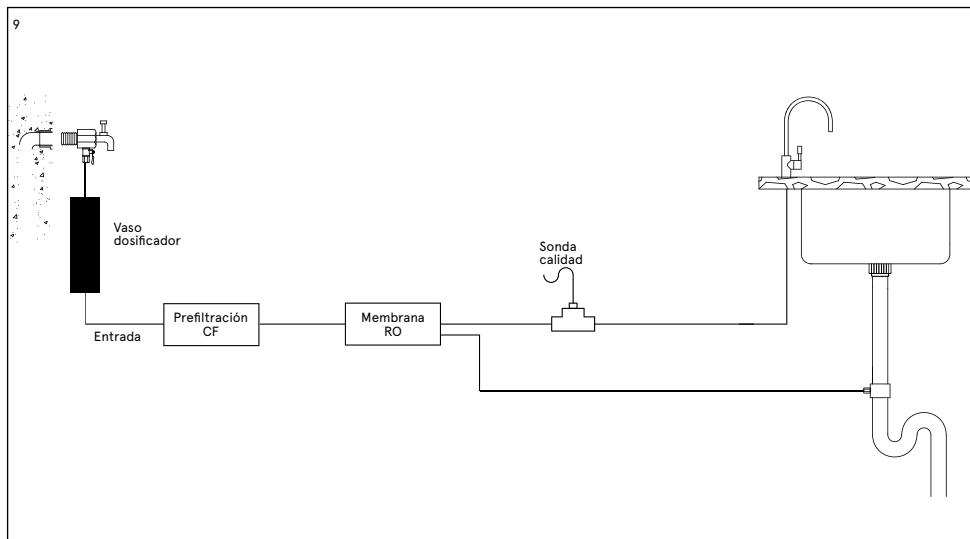 9
Vaso
dosificador
Sonda
calidad
Entrada
Prefiltración
CF
Membrana
RO